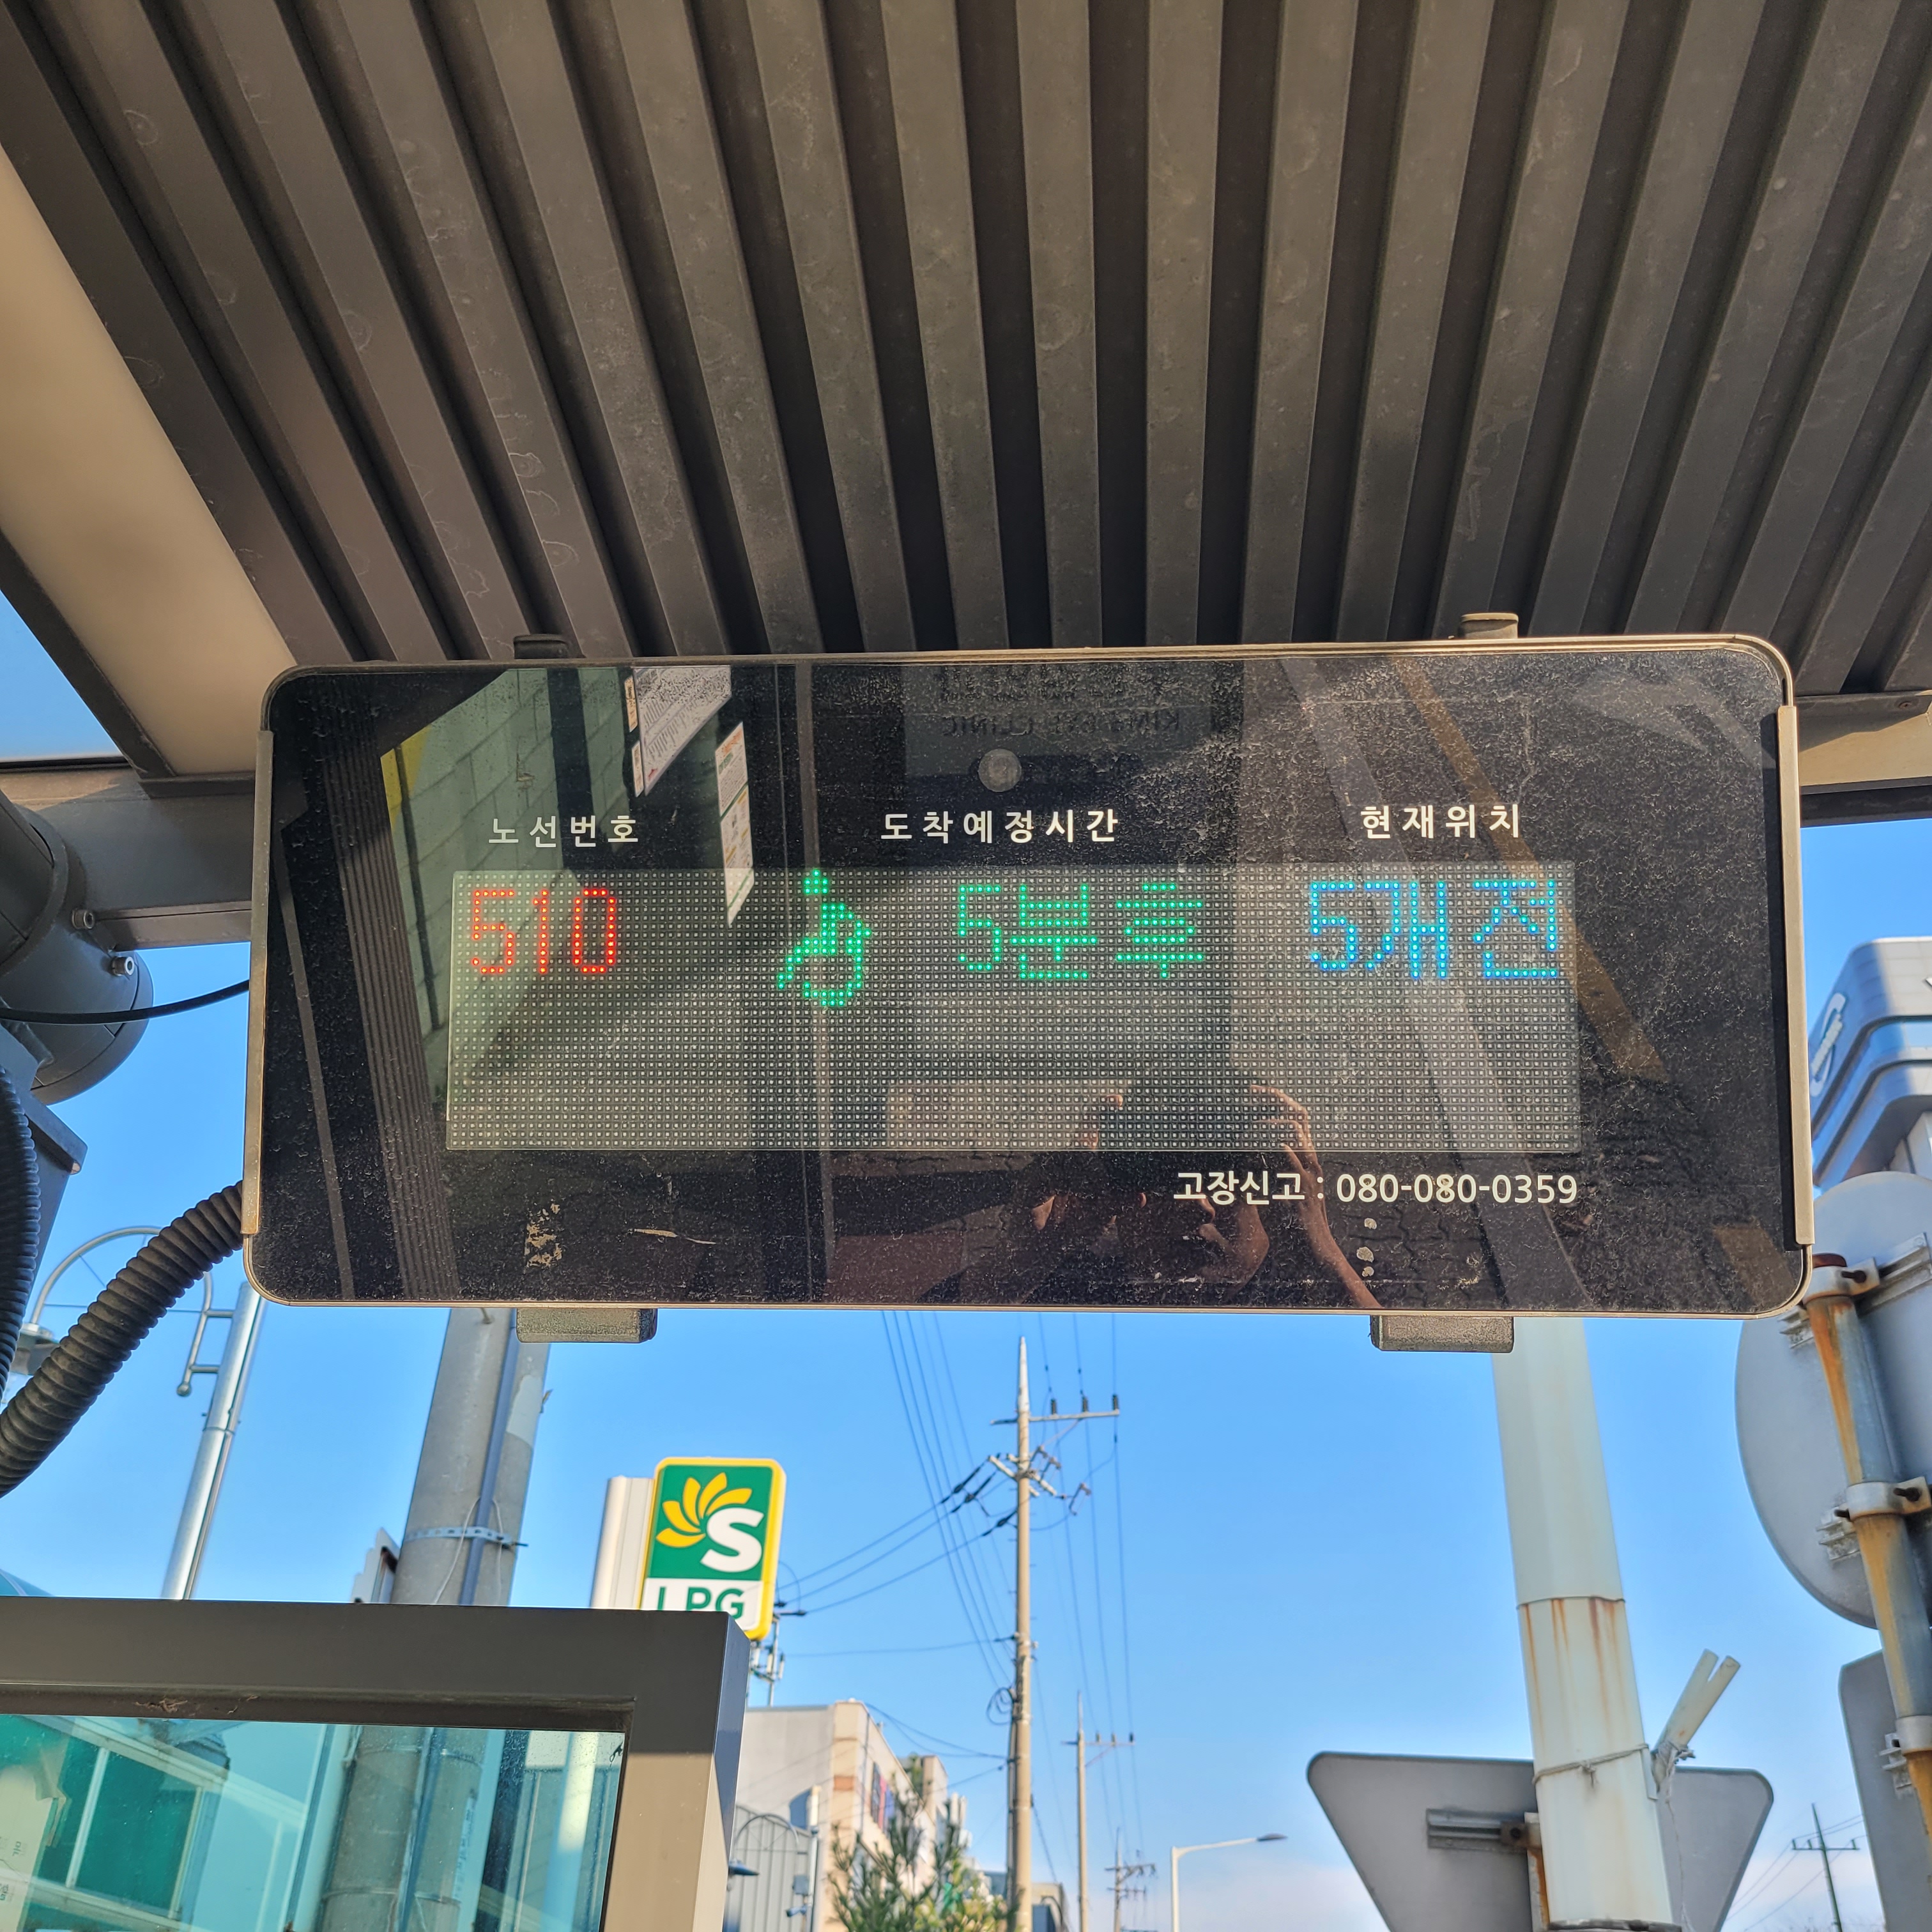 노선번호 도착예정시간 현재위치
510 5분 후 5개 전
고장신고 : 080-080-0359
S
LPG